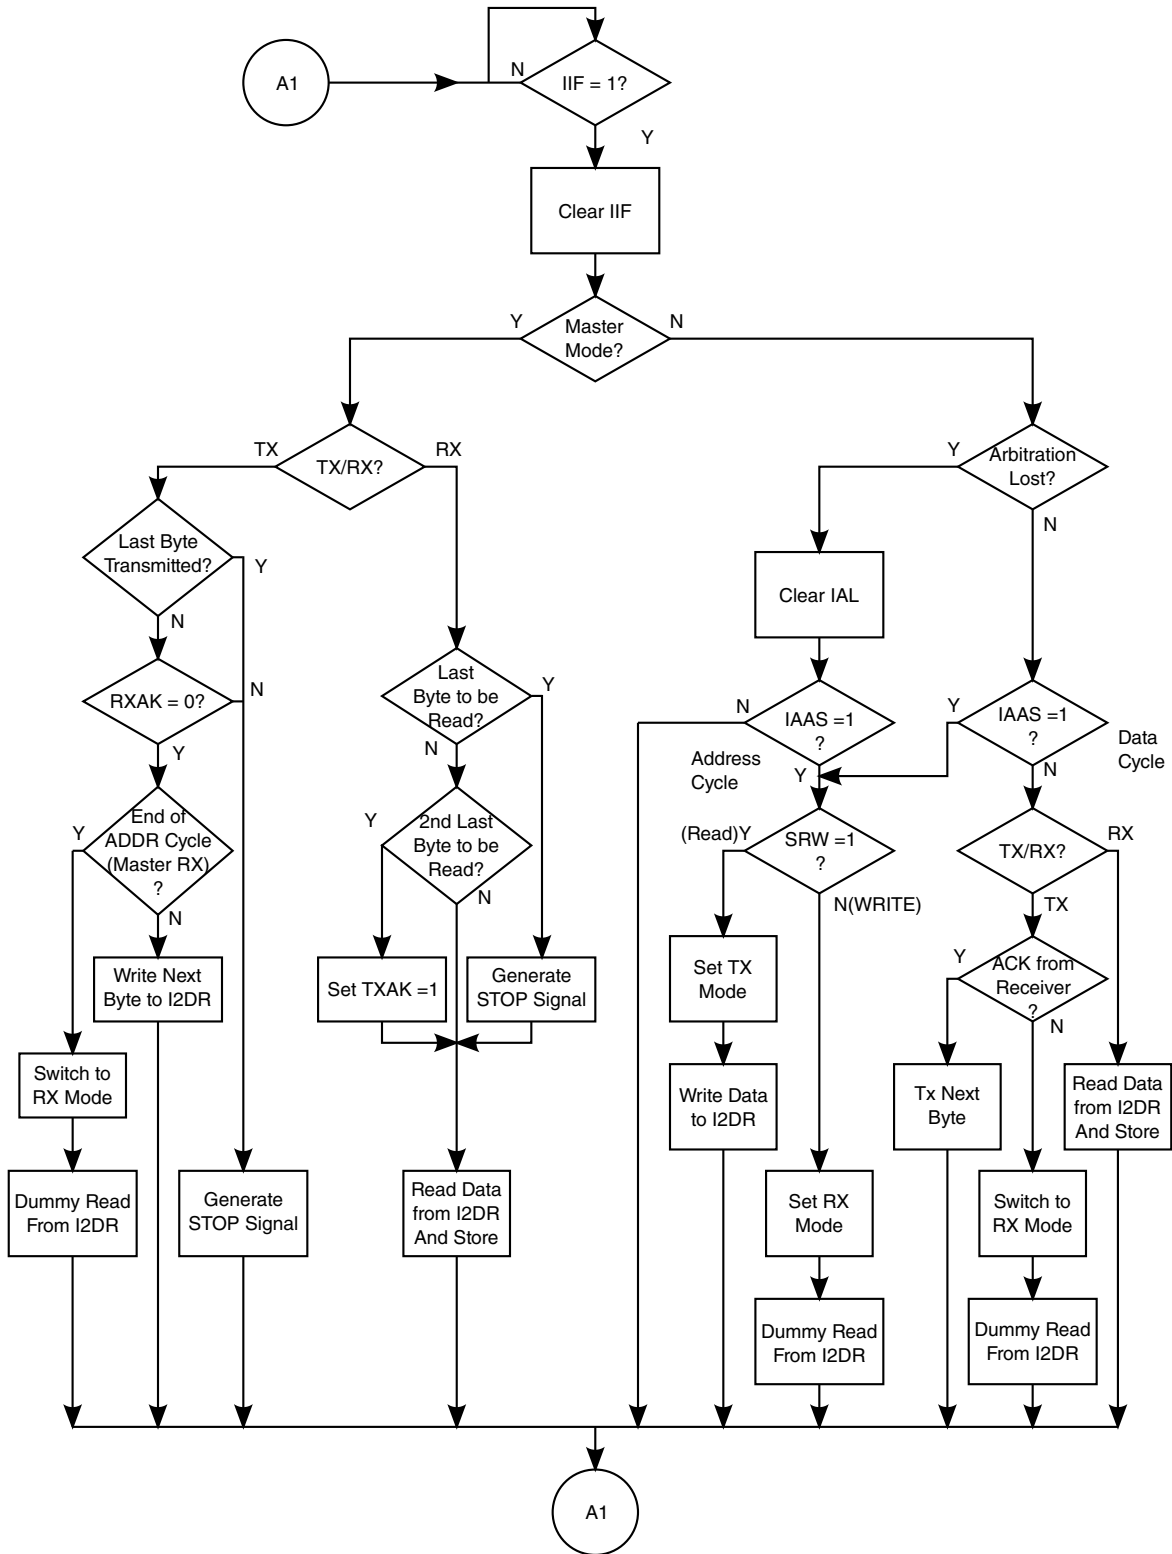 A1
N
IIF = 1?
Y
Clear IIF
Y
Master
Mode?
N
TX
TX/RX?
RX
Y
Arbitration
Lost?
N
Last Byte
Transmitted?
Y
N
Clear IAL
RXAK = 0?
N
Y
Last
Byte to be
Read?
Y
N
N
IAAS =1
?
Y
Address
Cycle
Y
IAAS =1
?
N
Data
Cycle
Y
End of
ADDR Cycle
(Master RX)
?
N
Y
2nd Last
Byte to be
Read?
N
(Read)Y
SRW =1
?
N(WRITE)
TX/RX?
RX
TX
Write Next
Byte to I2DR
Set TXAK =1
Generate
STOP Signal
Set TX
Mode
Y
ACK from
Receiver
?
N
Switch to
RX Mode
Write Data
to I2DR
Tx Next
Byte
Read Data
from I2DR
And Store
Dummy Read
From I2DR
Generate
STOP Signal
Read Data
from I2DR
And Store
Set RX
Mode
Switch to
RX Mode
Dummy Read
From I2DR
Dummy Read
From I2DR
A1